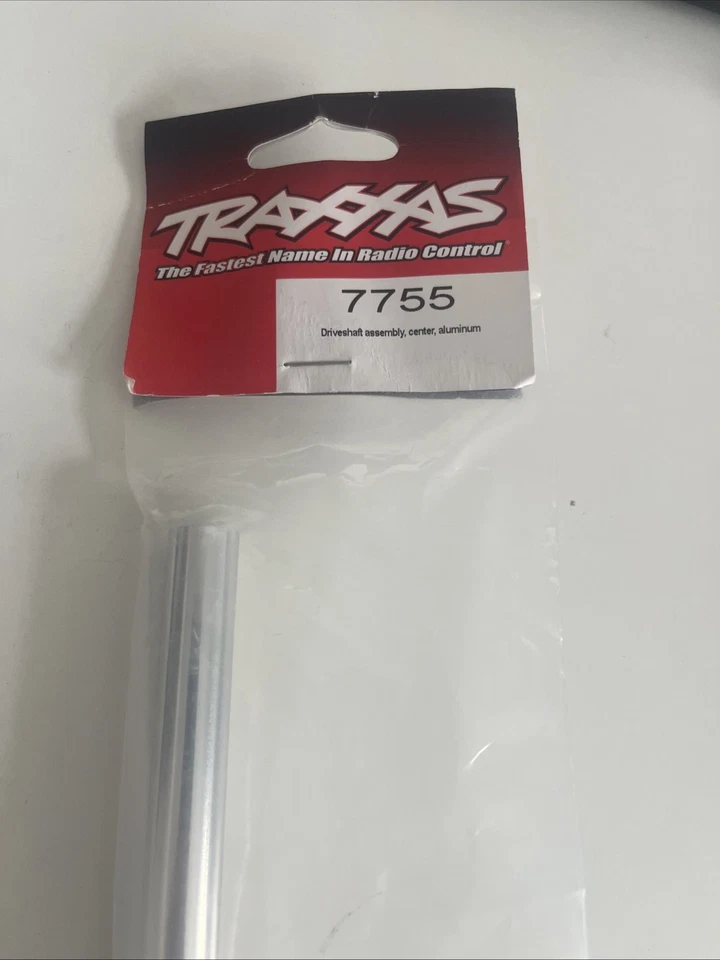 TRAXXAS
The Fastest Name In Radio Control
7755
Driveshaft assembly, center, aluminum